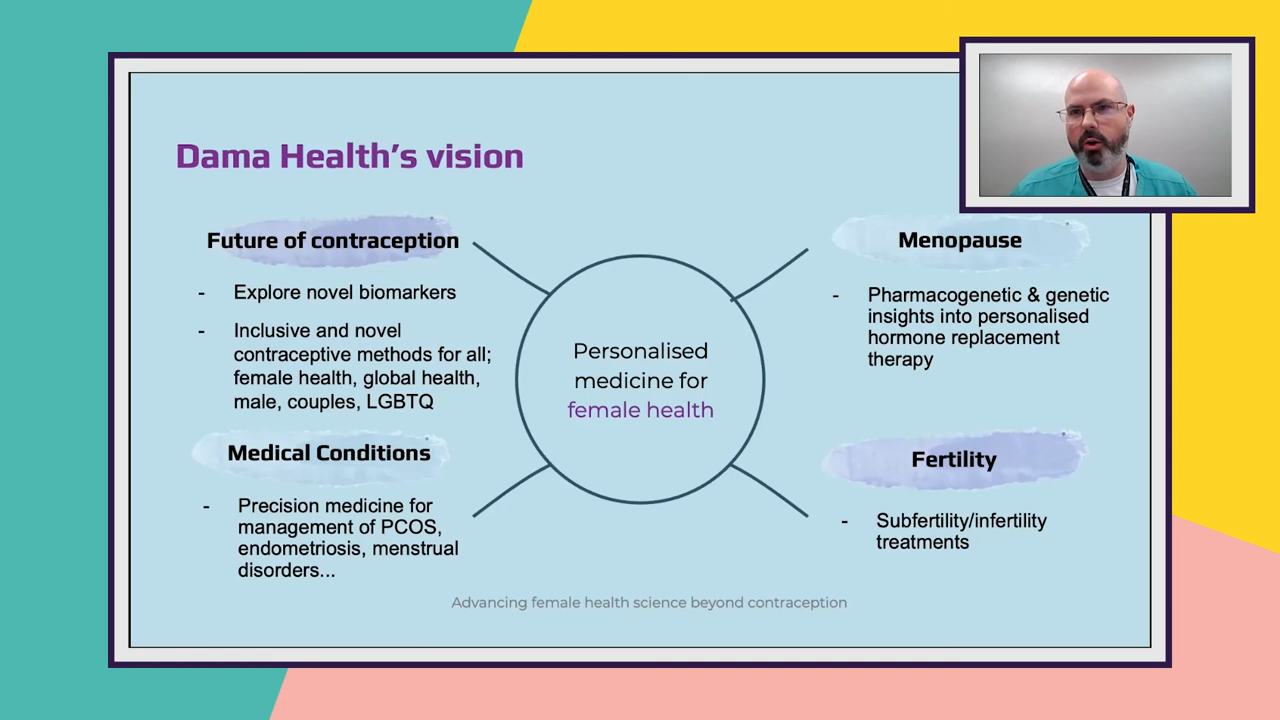 Dama Health's vision
Future of contraception
- Explore novel biomarkers
- Inclusive and novel
contraceptive methods for all;
female health, global health,
male, couples, LGBTQ
Medical Conditions
- Precision medicine for
management of PCOS,
endometriosis, menstrual
disorders...
Personalised
medicine for
female health
Menopause
- Pharmacogenetic & genetic
insights into personalised
hormone replacement
therapy
Fertility
- Subfertility/infertility
treatments
Advancing female health science beyond contraception